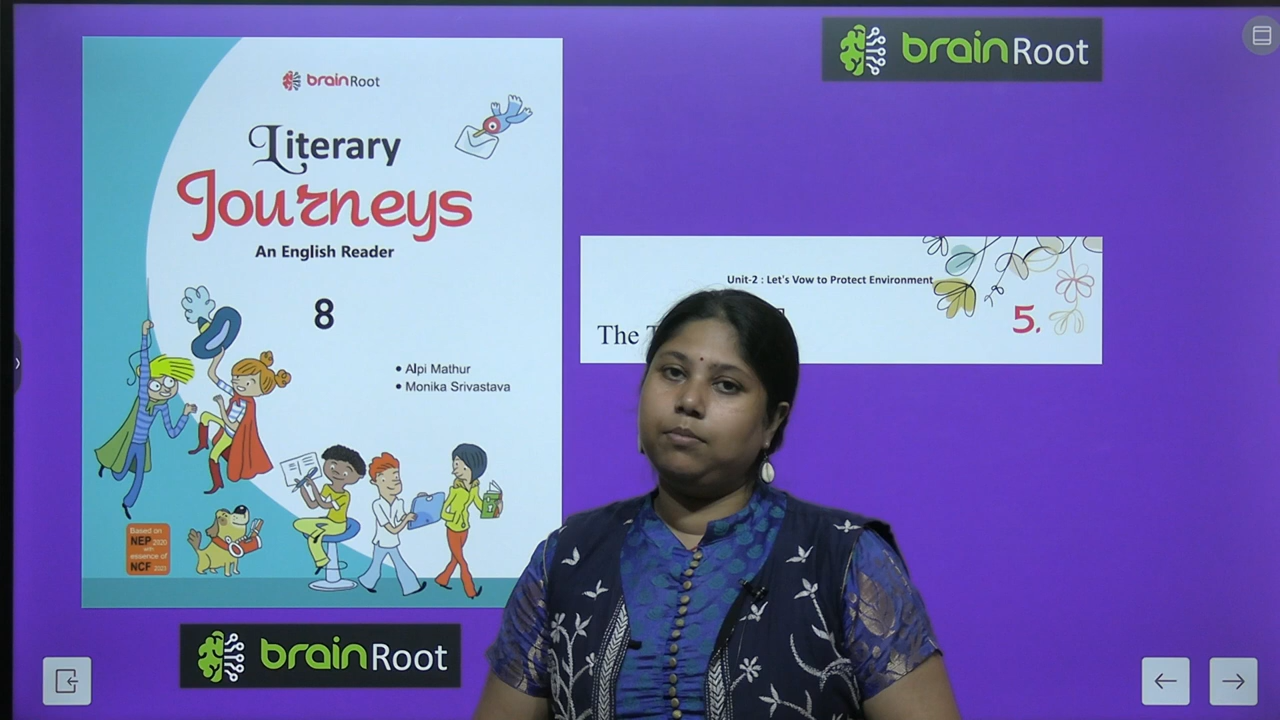 brainRoot
Literary
Journeys
An English Reader
8
• Alpi Mathur
• Monika Srivastava
Based on
NEP 2020
with
essence of
NCF 2023
brainRoot
brainRoot
Unit-2 : Let's Vow to Protect Environment
5.
The